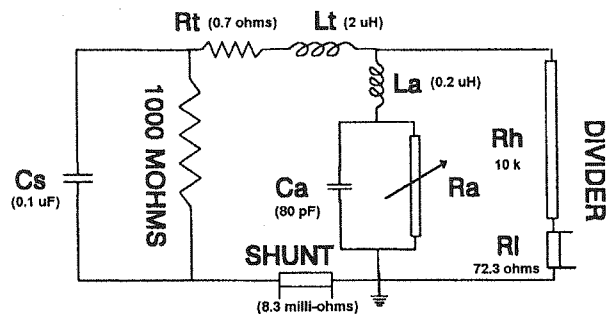 Rt (0.7 ohms)
Lt (2 uH)
La (0.2 uH)
1000 MOHMS
Cs
(0.1 uF)
Ca
(80 pF)
Ra
Rh
10 k
DIVIDER
Rl
72.3 ohms
SHUNT
(8.3 milli-ohms)